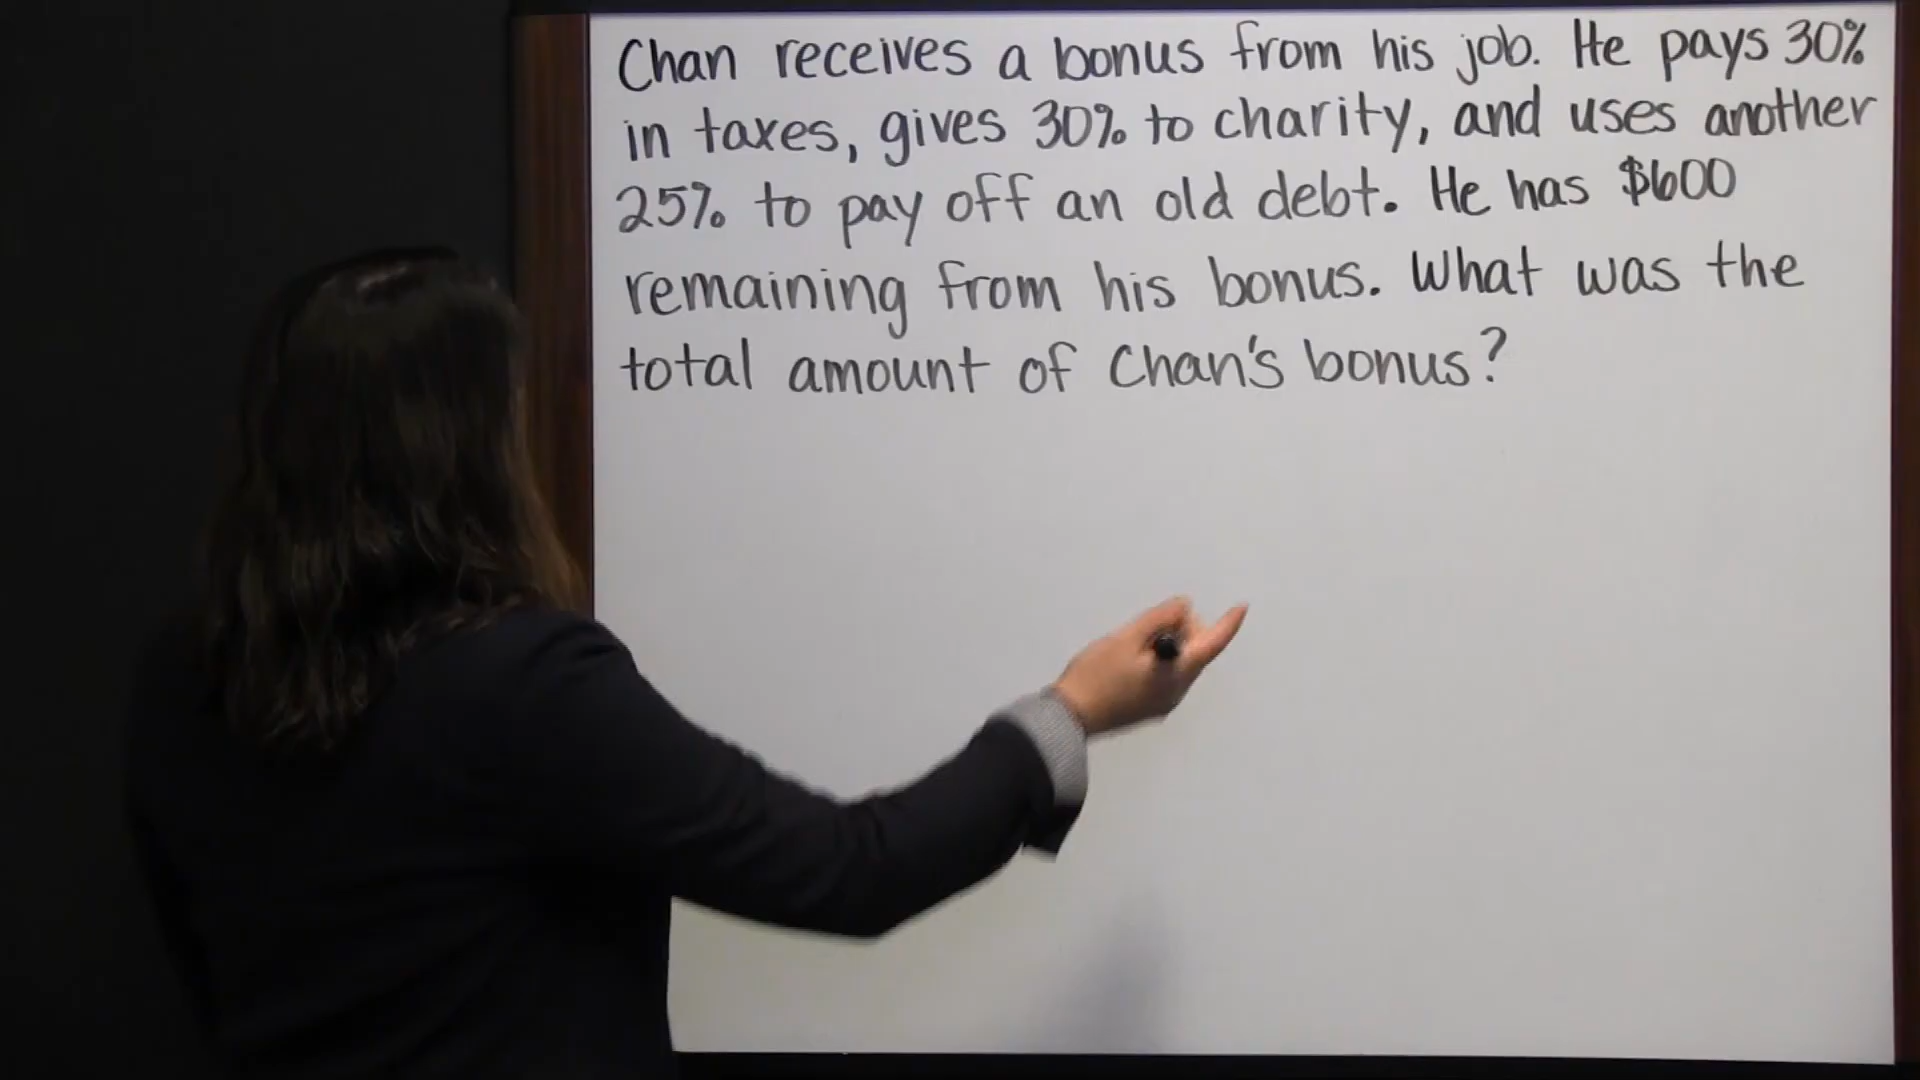 Chan receives a bonus from his job. He pays 30%
in taxes, gives 30% to charity, and uses another
25% to pay off an old debt. He has $600
remaining from his bonus. What was the
total amount of Chan's bonus?